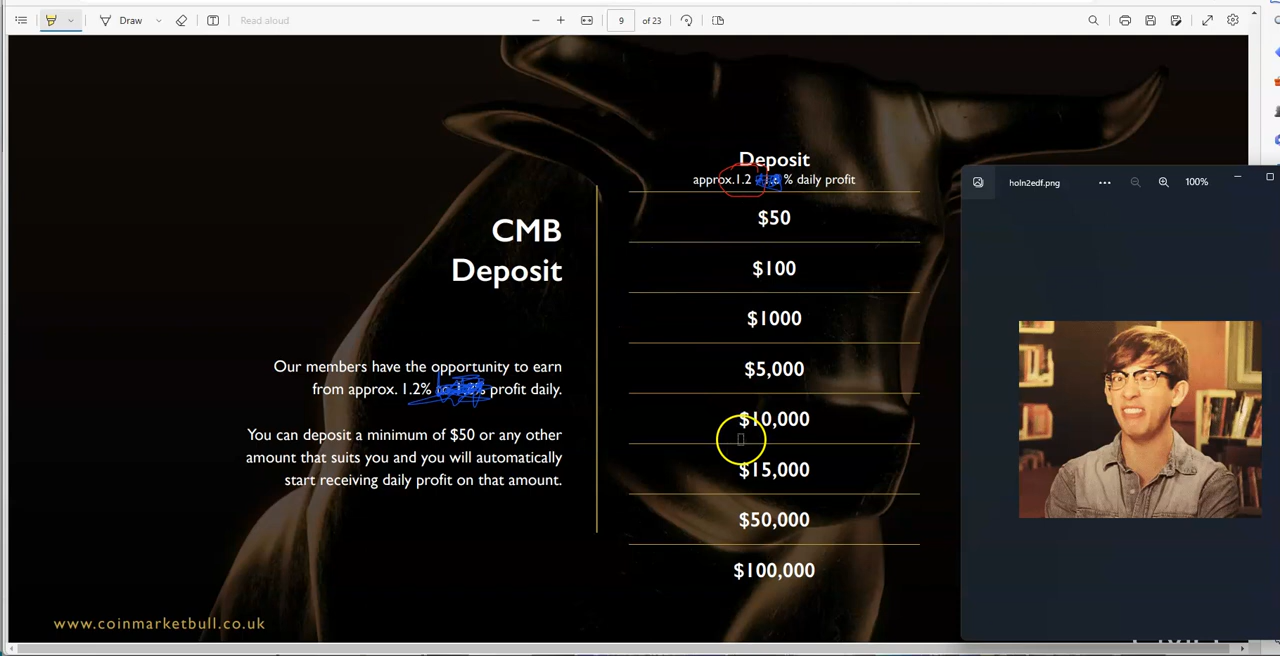 Draw
Read aloud
9 of 23
Deposit
approx.1.2 % daily profit
$50
$100
$1000
$5,000
$10,000
$15,000
$50,000
$100,000
CMB
Deposit
Our members have the opportunity to earn
from approx. 1.2% profit daily.
You can deposit a minimum of $50 or any other
amount that suits you and you will automatically
start receiving daily profit on that amount.
www.coinmarketbull.co.uk
holn2edf.png
100%